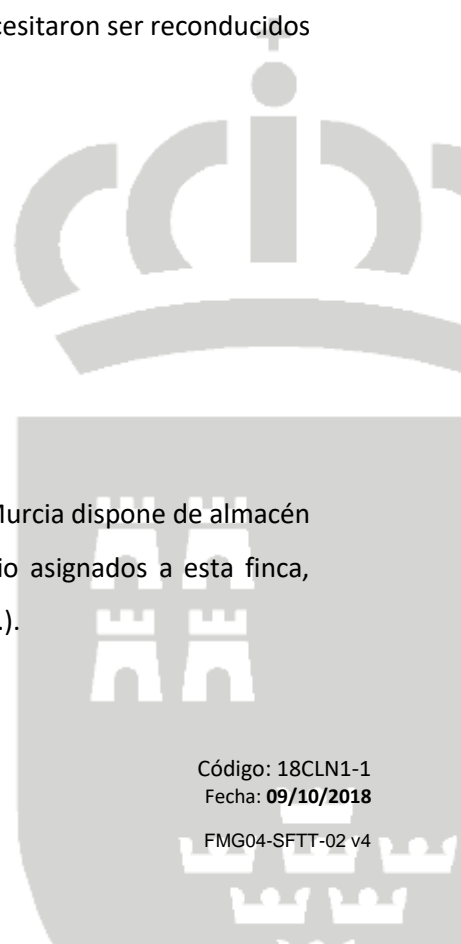 cesitaron ser reconducidos
Murcia dispone de almacén
io asignados a esta finca,
.).
Código: 18CLN1-1
Fecha: 09/10/2018
FMG04-SFTT-02 v4